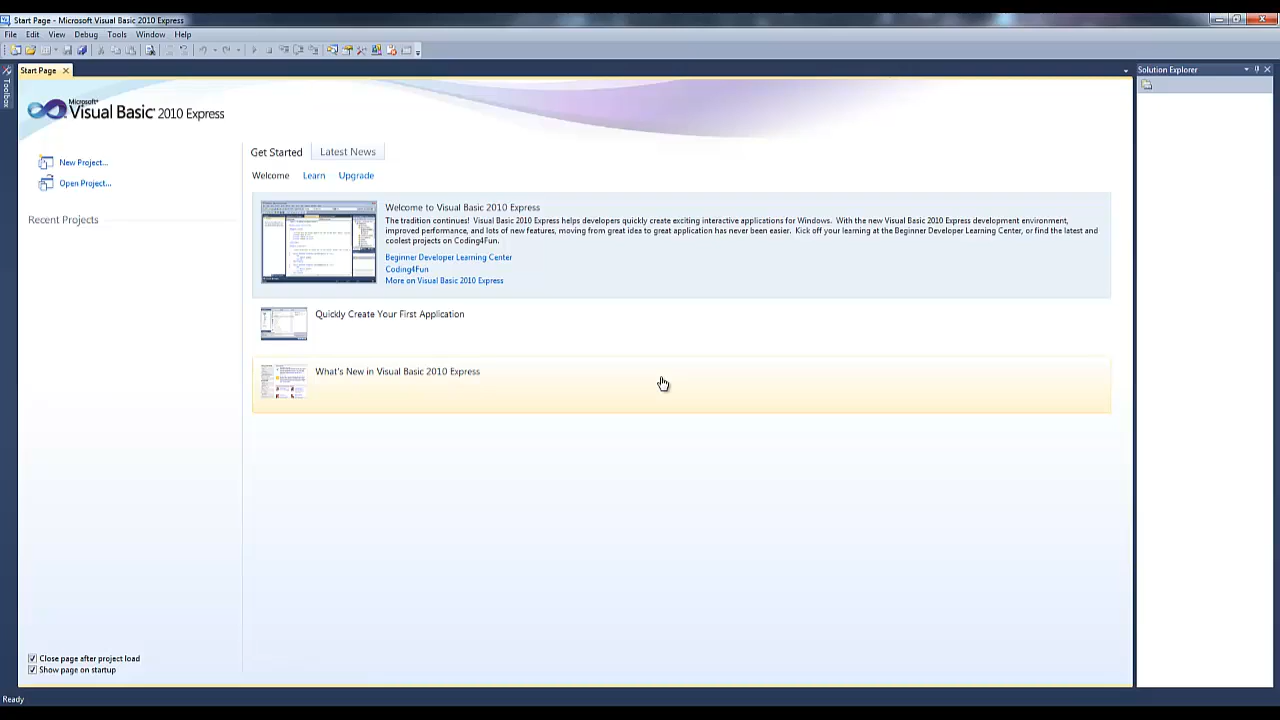 Start Page - Microsoft Visual Basic 2010 Express
File Edit View Debug Tools Window Help
Start Page
Solution Explorer
Toolbox
Microsoft®
Visual Basic® 2010 Express
New Project...
Open Project...
Recent Projects
Get Started Latest News
Welcome Learn Upgrade
Welcome to Visual Basic 2010 Express
The tradition continues! Visual Basic 2010 Express helps developers quickly create exciting interactive applications for Windows. With the new Visual Basic 2010 Express development environment,
improved performance, and lots of new features, moving from great idea to great application has never been easier. Kick off your learning at the Beginner Developer Learning Center, or find the latest and
coolest projects on Coding4Fun.
Beginner Developer Learning Center
Coding4Fun
More on Visual Basic 2010 Express
Quickly Create Your First Application
What's New in Visual Basic 2010 Express
Close page after project load
Show page on startup
Ready